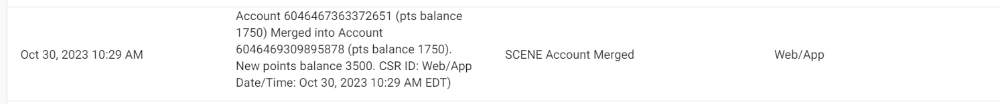 Oct 30, 2023 10:29 AM
Account 6046467363372651 (pts balance
1750) Merged into Account
6046469309895878 (pts balance 1750).
New points balance 3500. CSR ID: Web/App
Date/Time: Oct 30, 2023 10:29 AM EDT)
SCENE Account Merged
Web/App